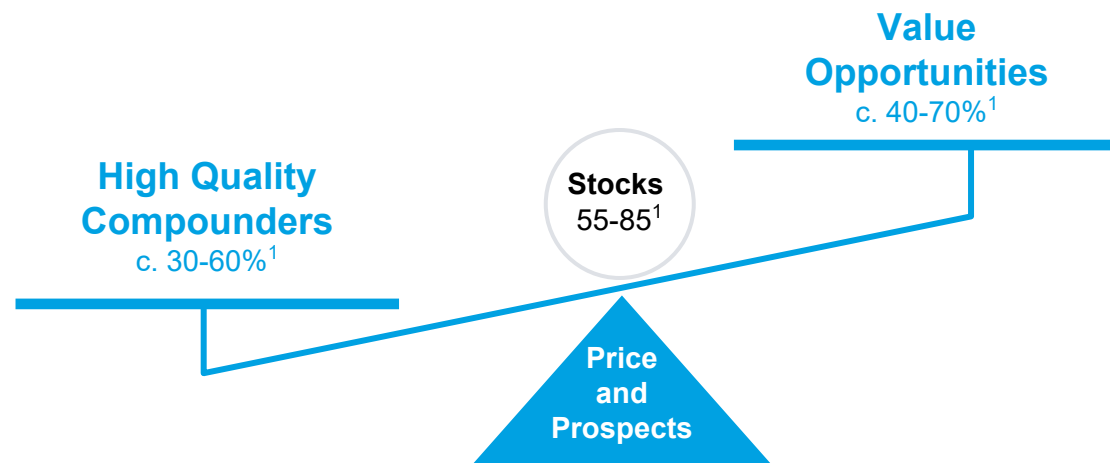 High Quality
Compounders
c. 30-60%¹
Stocks
55-85¹
Value
Opportunities
c. 40-70%¹
Price
and
Prospects